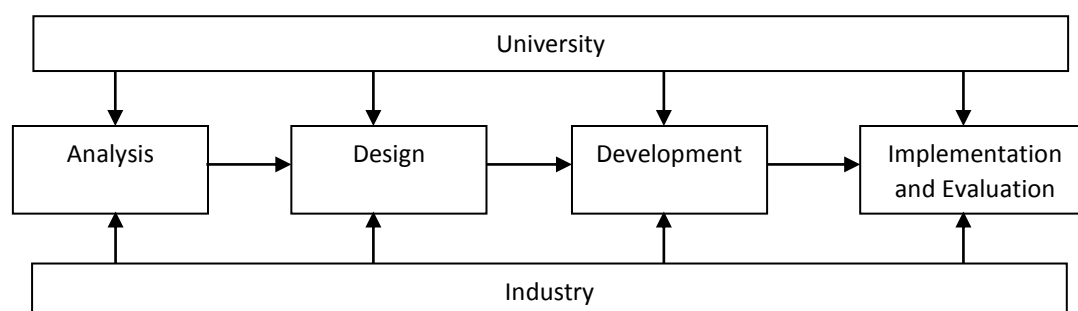 University
Analysis
Design
Development
Implementation
and Evaluation
Industry